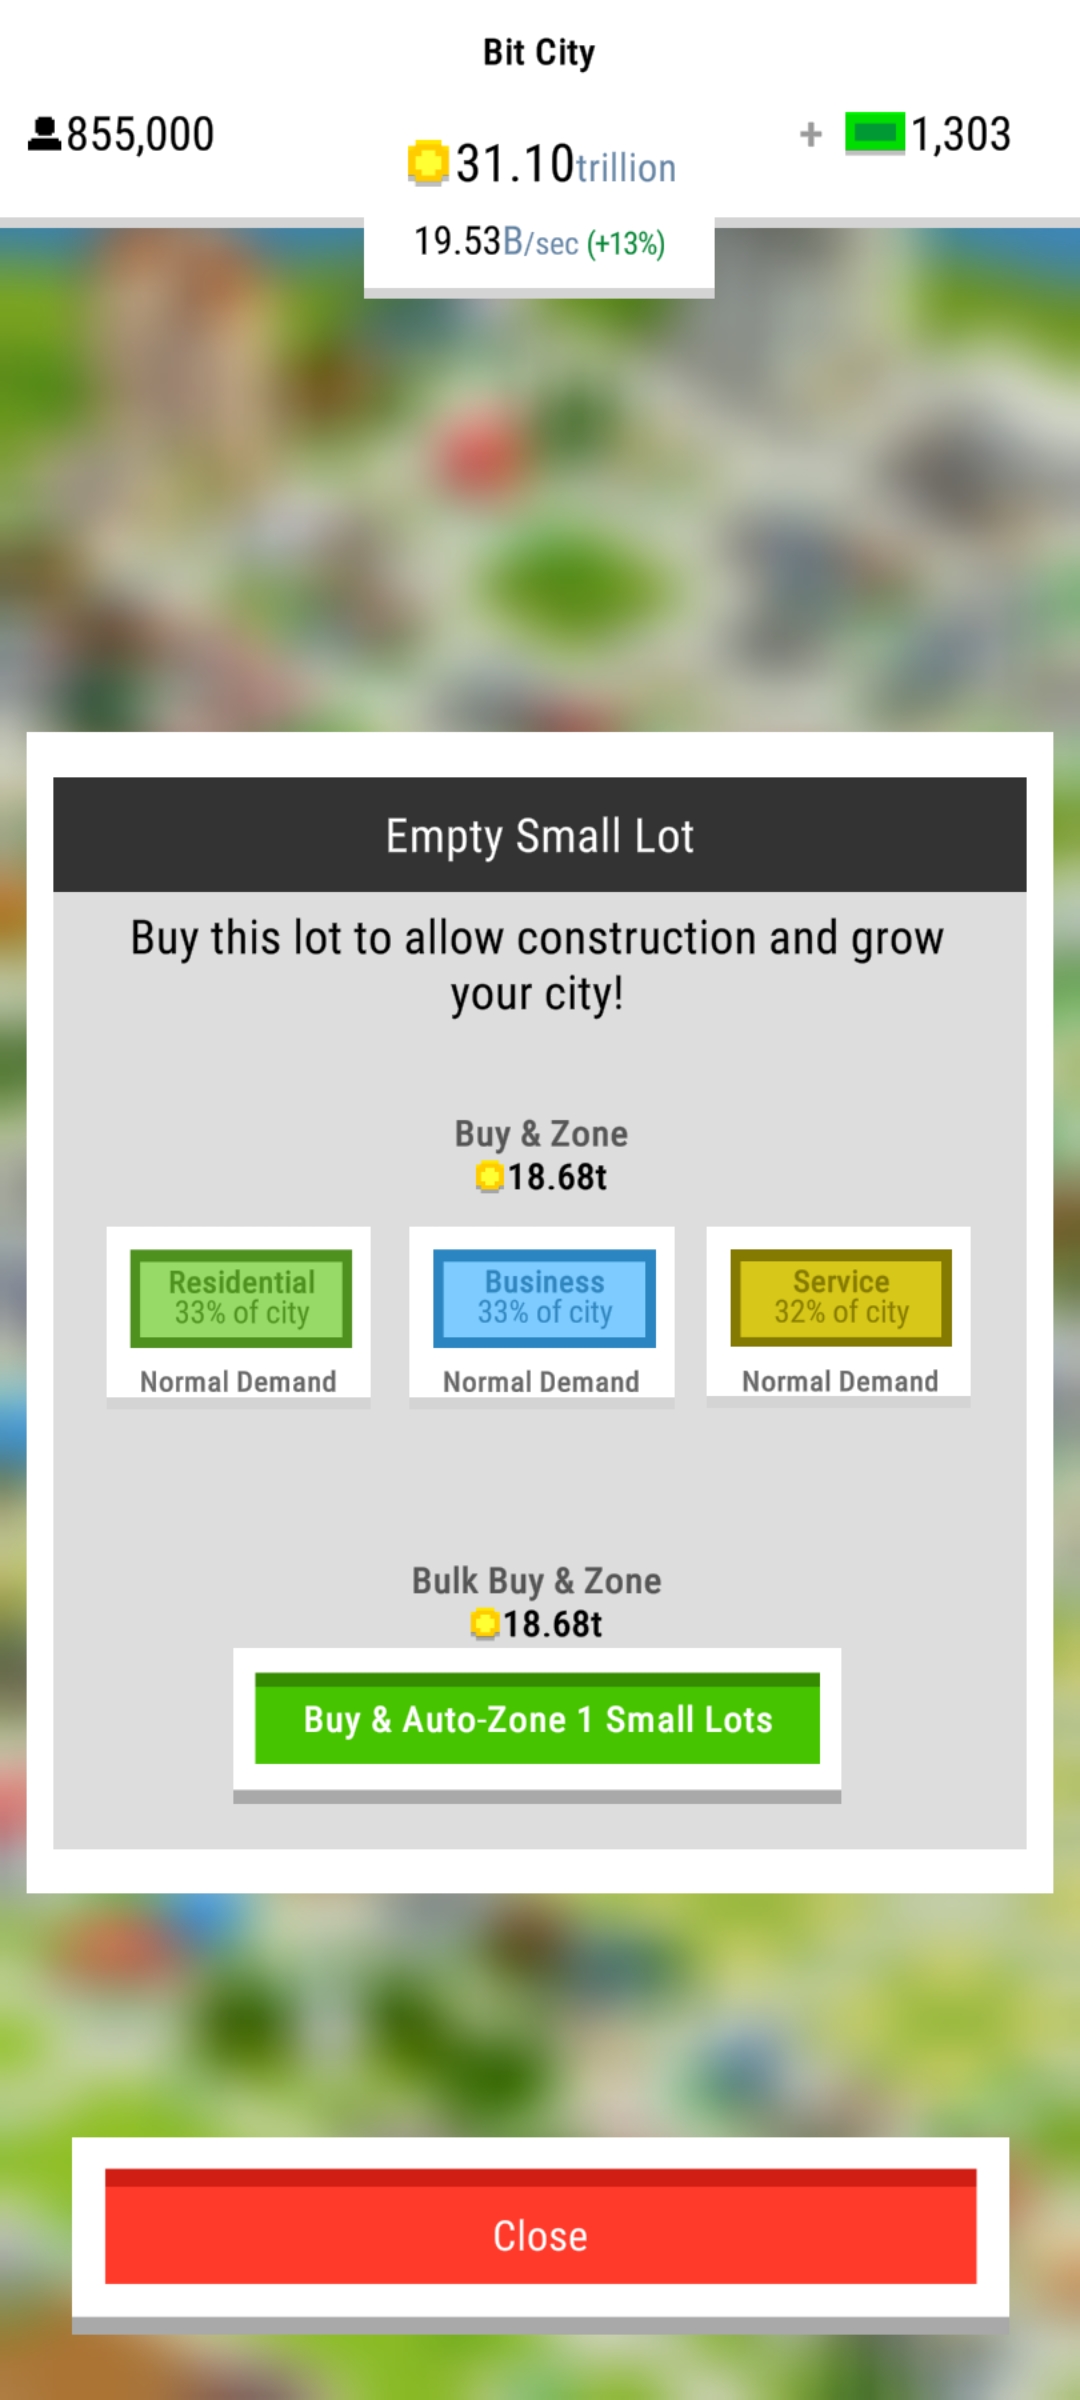 Bit City
855,000
+ 1,303
31.10trillion
19.53B/sec (+13%)
Empty Small Lot
Buy this lot to allow construction and grow
your city!
Buy & Zone
18.68t
Residential
33% of city
Normal Demand
Business
33% of city
Normal Demand
Service
32% of city
Normal Demand
Bulk Buy & Zone
18.68t
Buy & Auto-Zone 1 Small Lots
Close